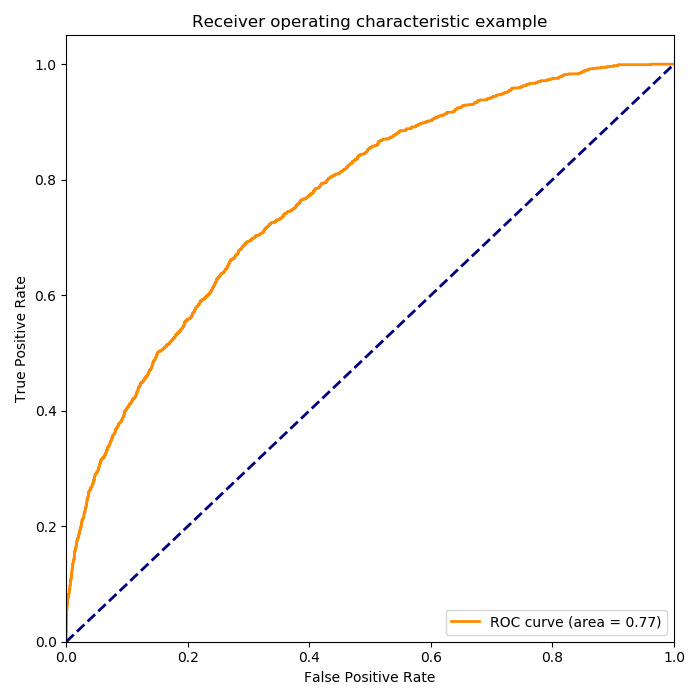 Receiver operating characteristic example
True Positive Rate
1.0
0.8
0.6
0.4
0.2
0.0
ROC curve (area = 0.77)
0.0 0.2 0.4 0.6 0.8 1.0
False Positive Rate